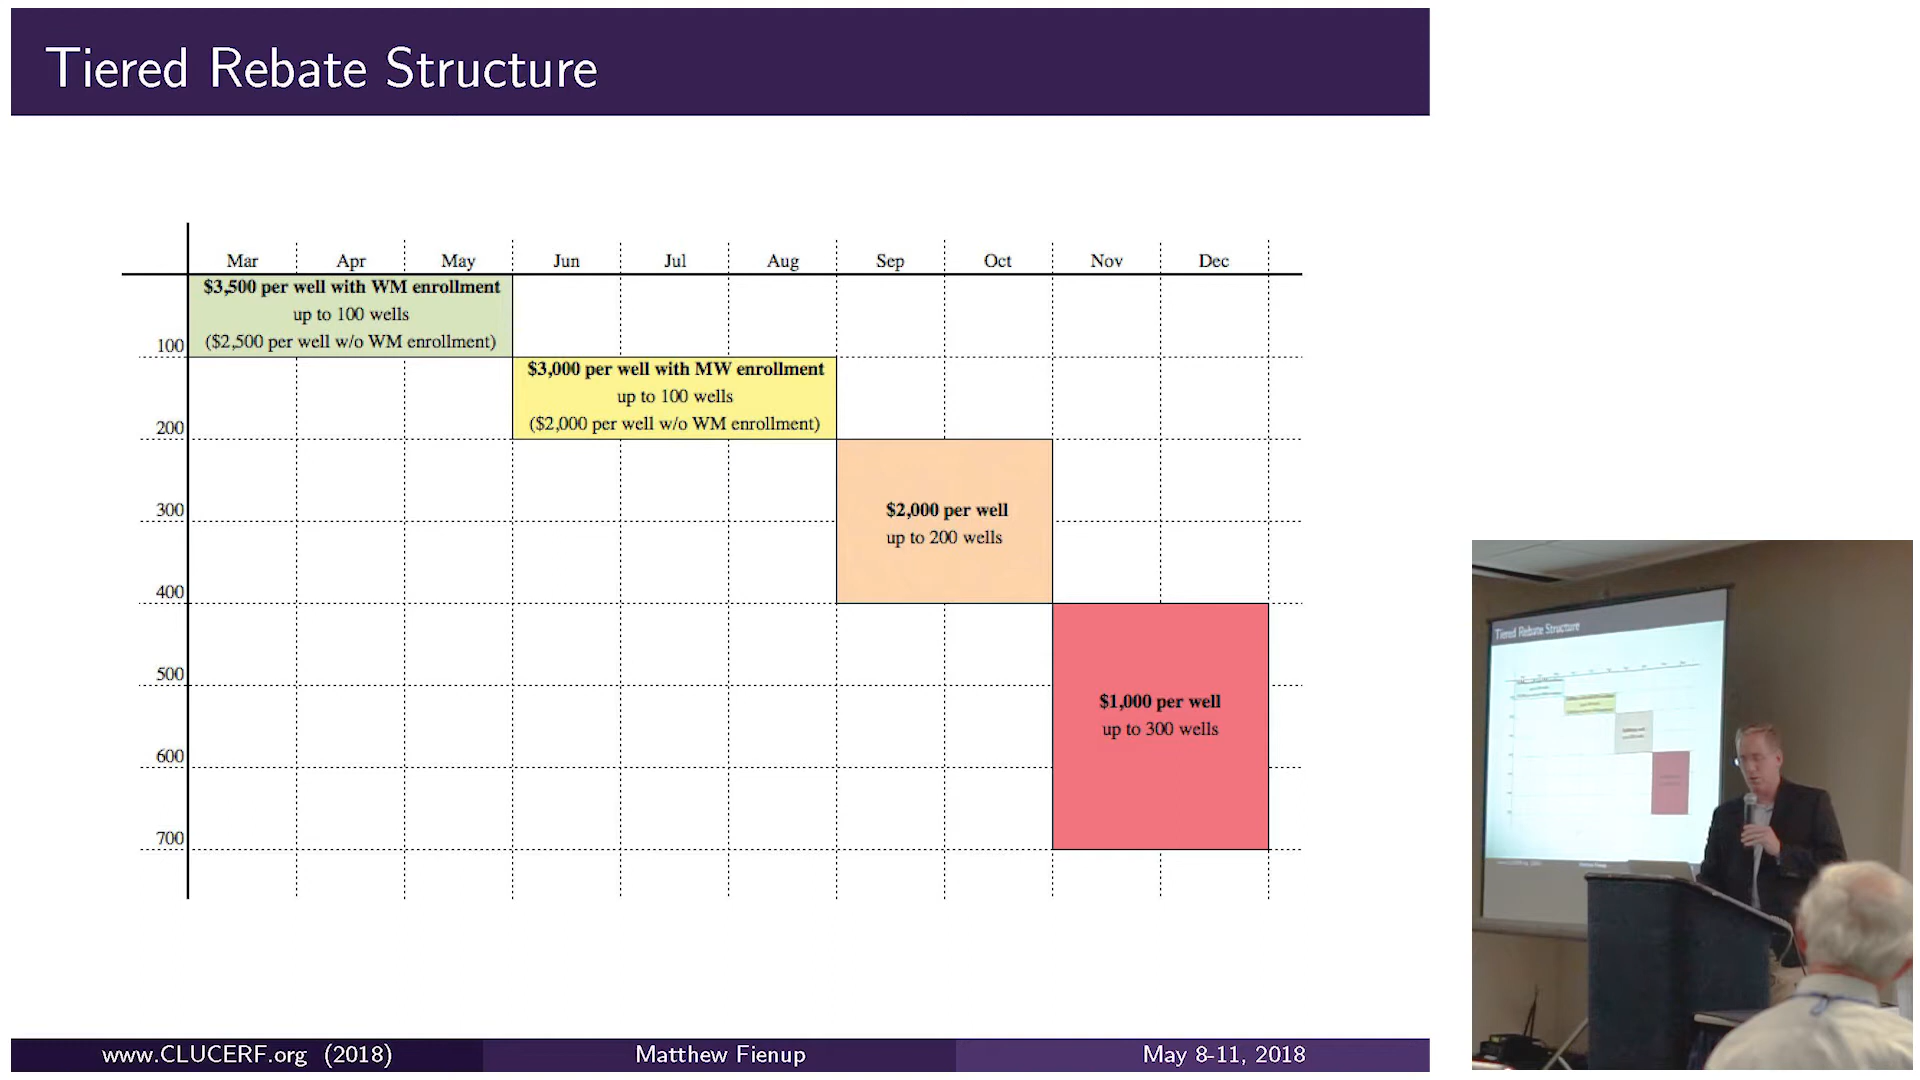 Tiered Rebate Structure
Mar Apr May Jun Jul Aug Sep Oct Nov Dec
$3,500 per well with WM enrollment
up to 100 wells
($2,500 per well w/o WM enrollment)
100
$3,000 per well with MW enrollment
up to 100 wells
($2,000 per well w/o WM enrollment)
200
$2,000 per well
300
up to 200 wells
400
500
$1,000 per well
up to 300 wells
600
700
www.CLUCERF.org (2018) Matthew Fienup May 8-11, 2018
Tiered Rebate Structure